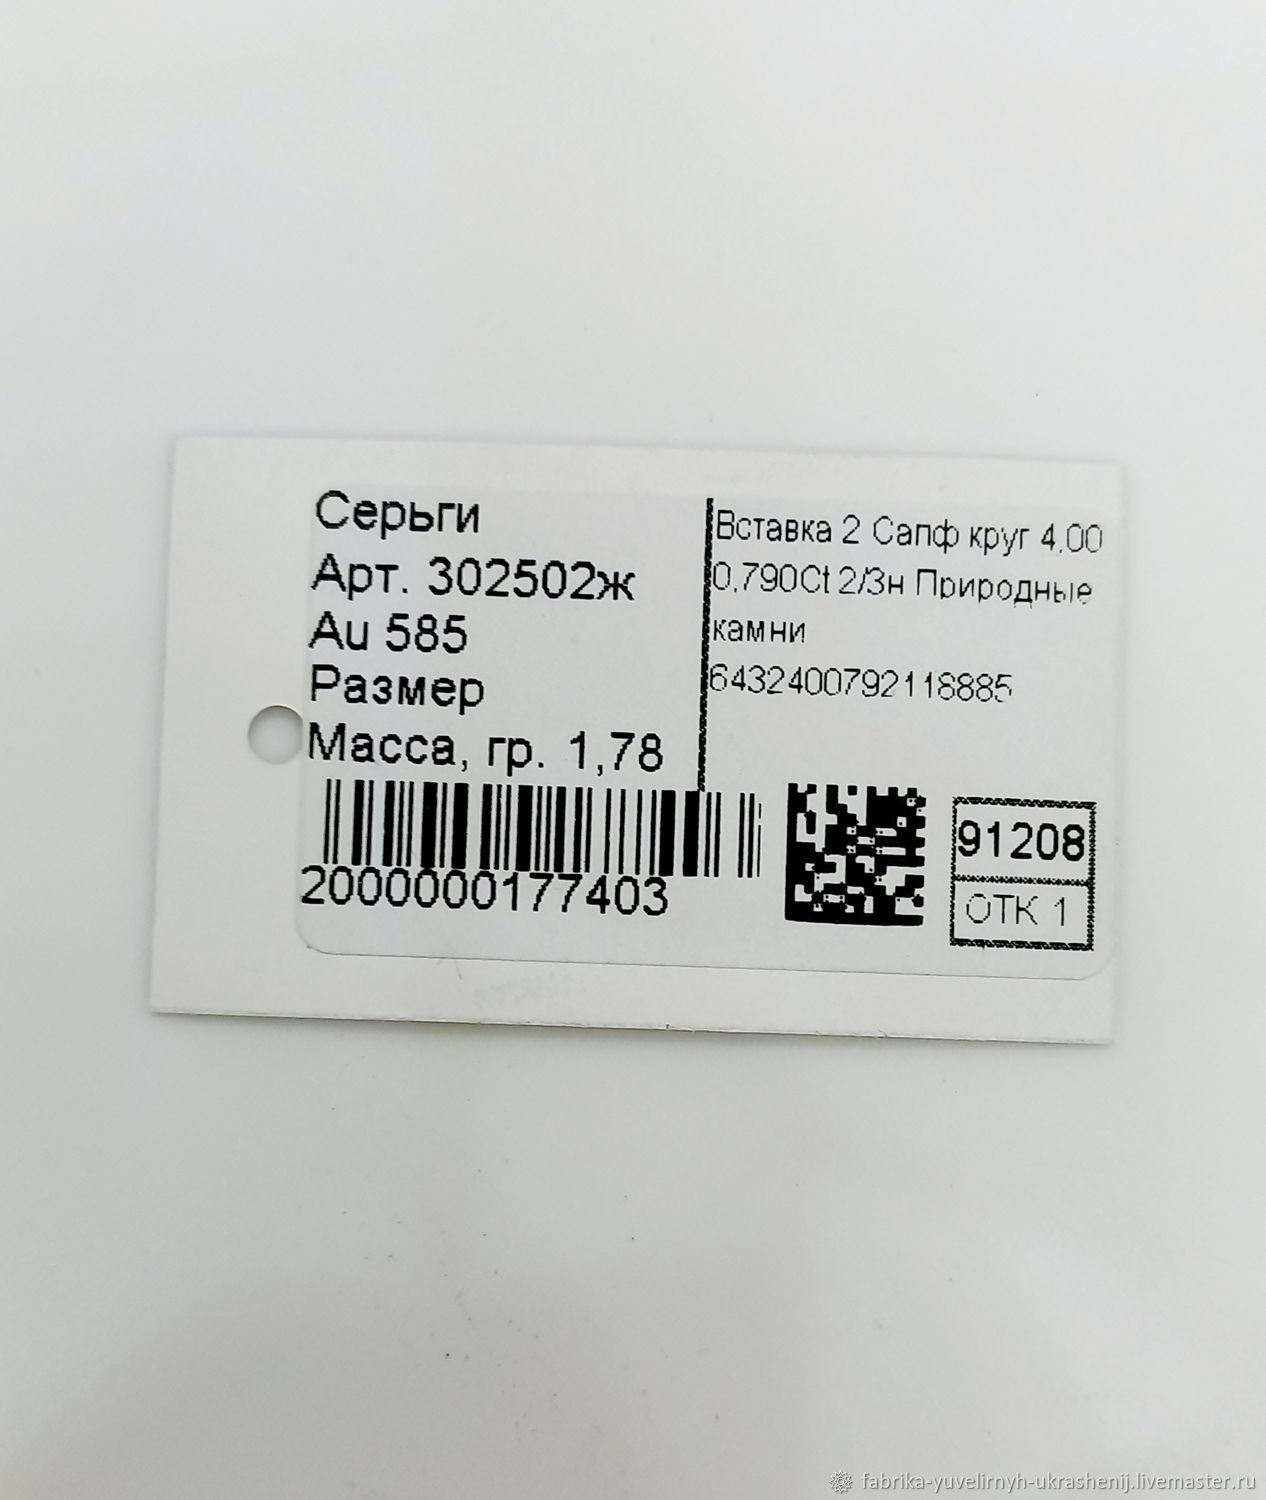 Серьги
Арт. 302502ж
Au 585
Размер
Масса, гр. 1,78
2000000177403
Вставка 2 Сапф круг 4.00
0.790Ct 2/3н Природные
камни
6432400792118885
91208
ОТК 1
fabrika-yuvelirnyh-ukrashenij.livemaster.ru